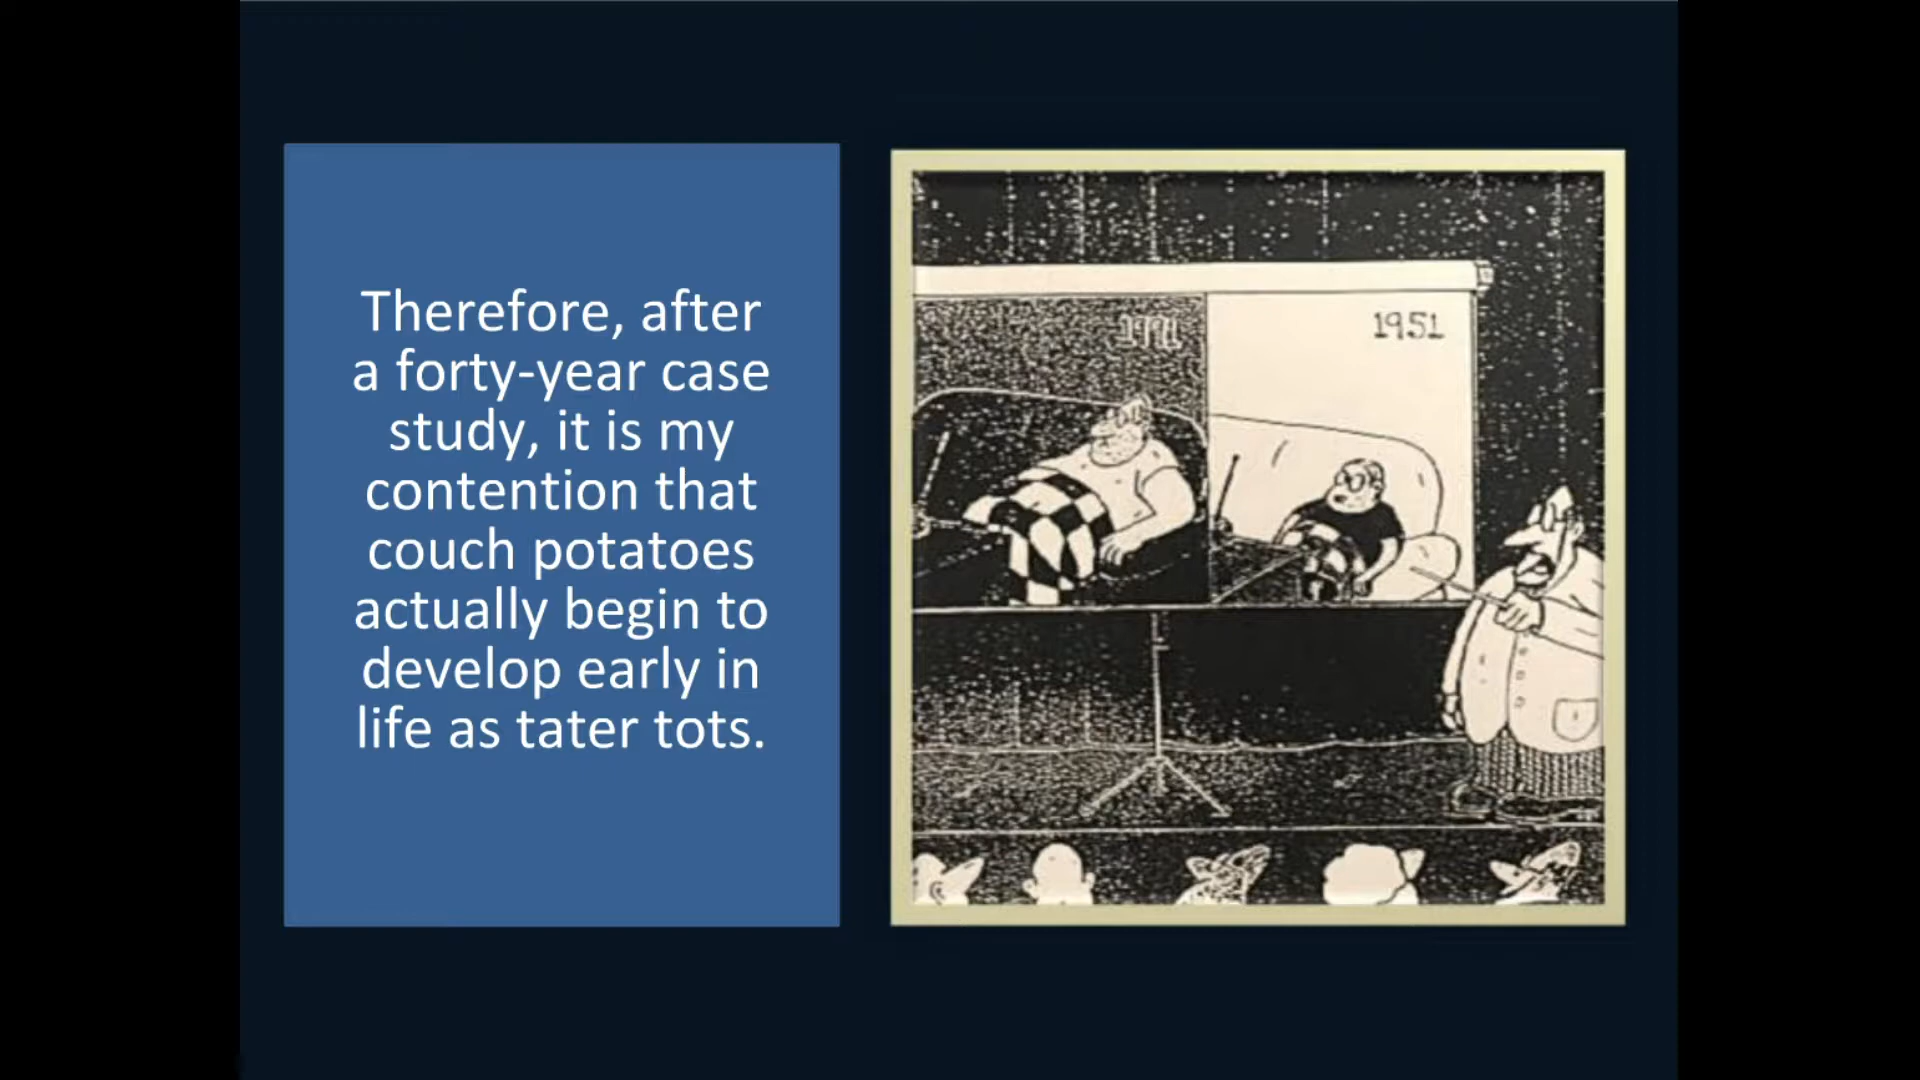 Therefore, after
a forty-year case
study, it is my
contention that
couch potatoes
actually begin to
develop early in
life as tater tots.
1991
1951